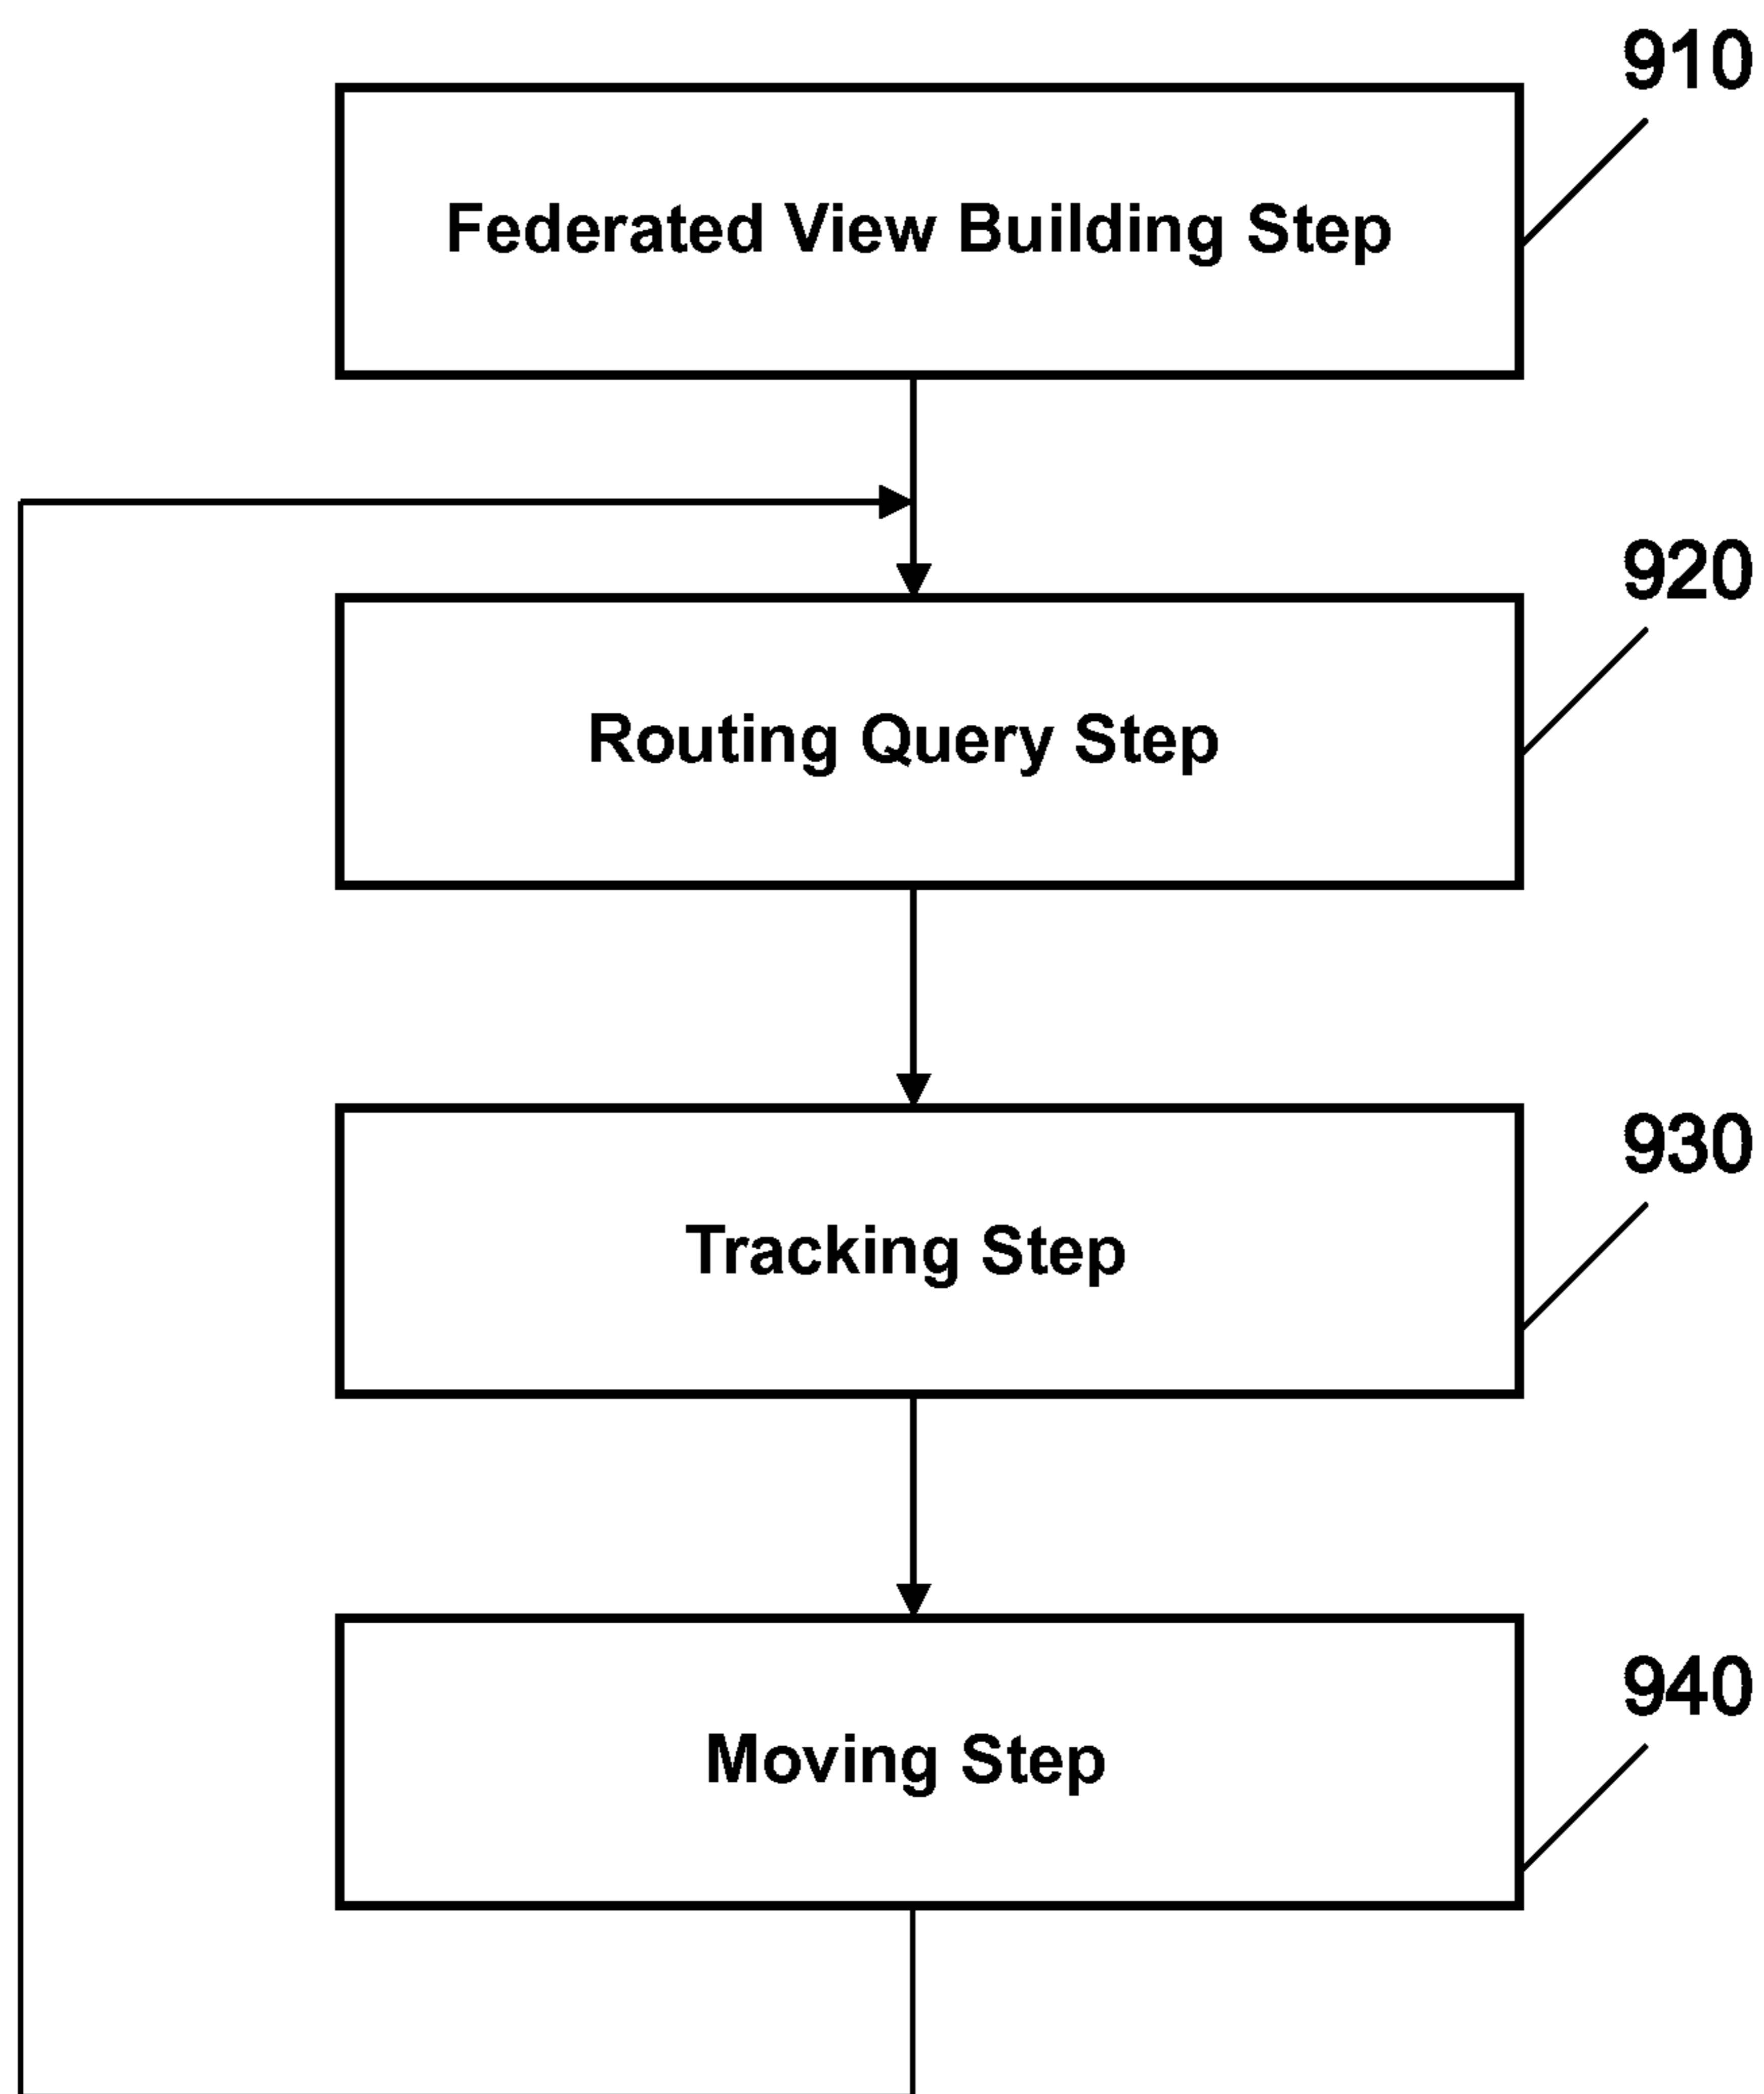 910
Federated View Building Step
920
Routing Query Step
930
Tracking Step
940
Moving Step